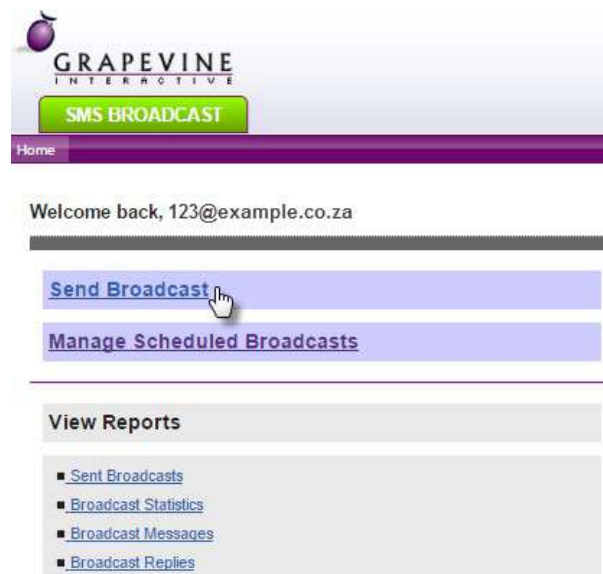 GRAPEVINE
INTERACTIVE
SMS BROADCAST
Home
Welcome back, 123@example.co.za
Send Broadcast
Manage Scheduled Broadcasts
View Reports
Sent Broadcasts
Broadcast Statistics
Broadcast Messages
Broadcast Replies